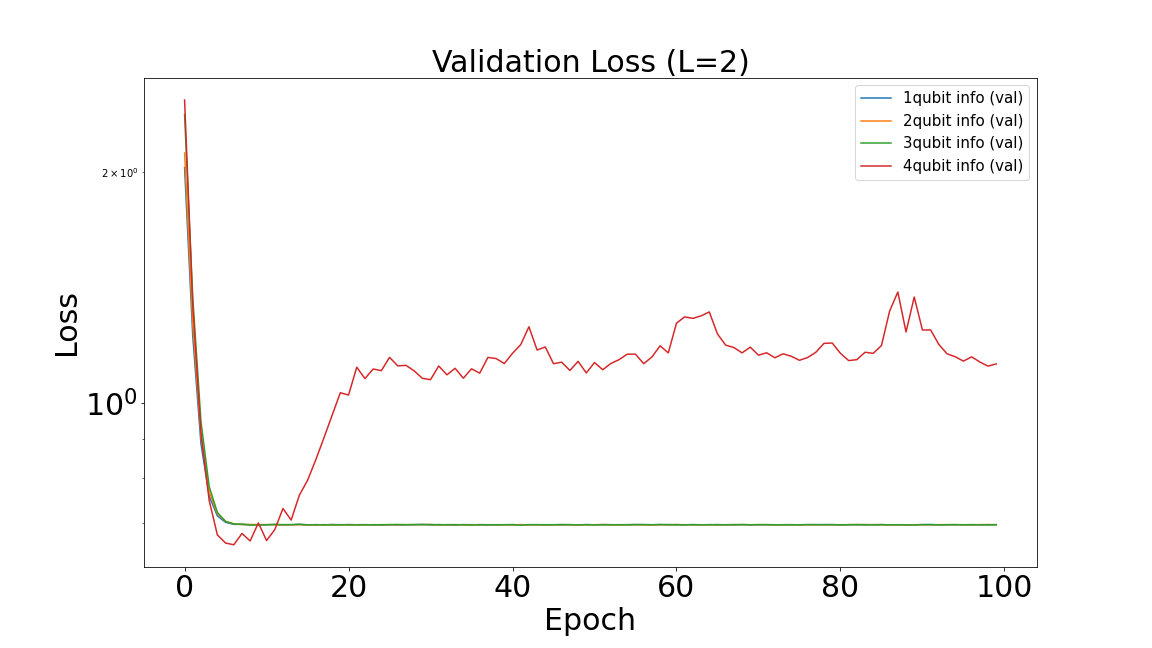 Validation Loss (L=2)
1qubit info (val)
2qubit info (val)
3qubit info (val)
4qubit info (val)
2 × 10⁰
Loss
10⁰
0 20 40 60 80 100
Epoch